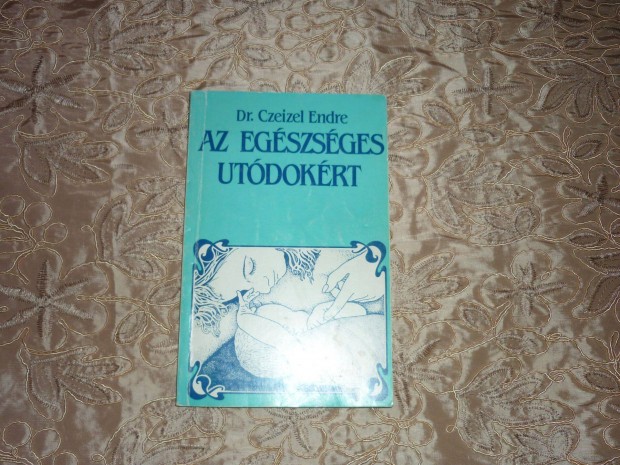 Dr. Czeizel Endre
AZ EGÉSZSÉGES
UTÓDOKÉRT